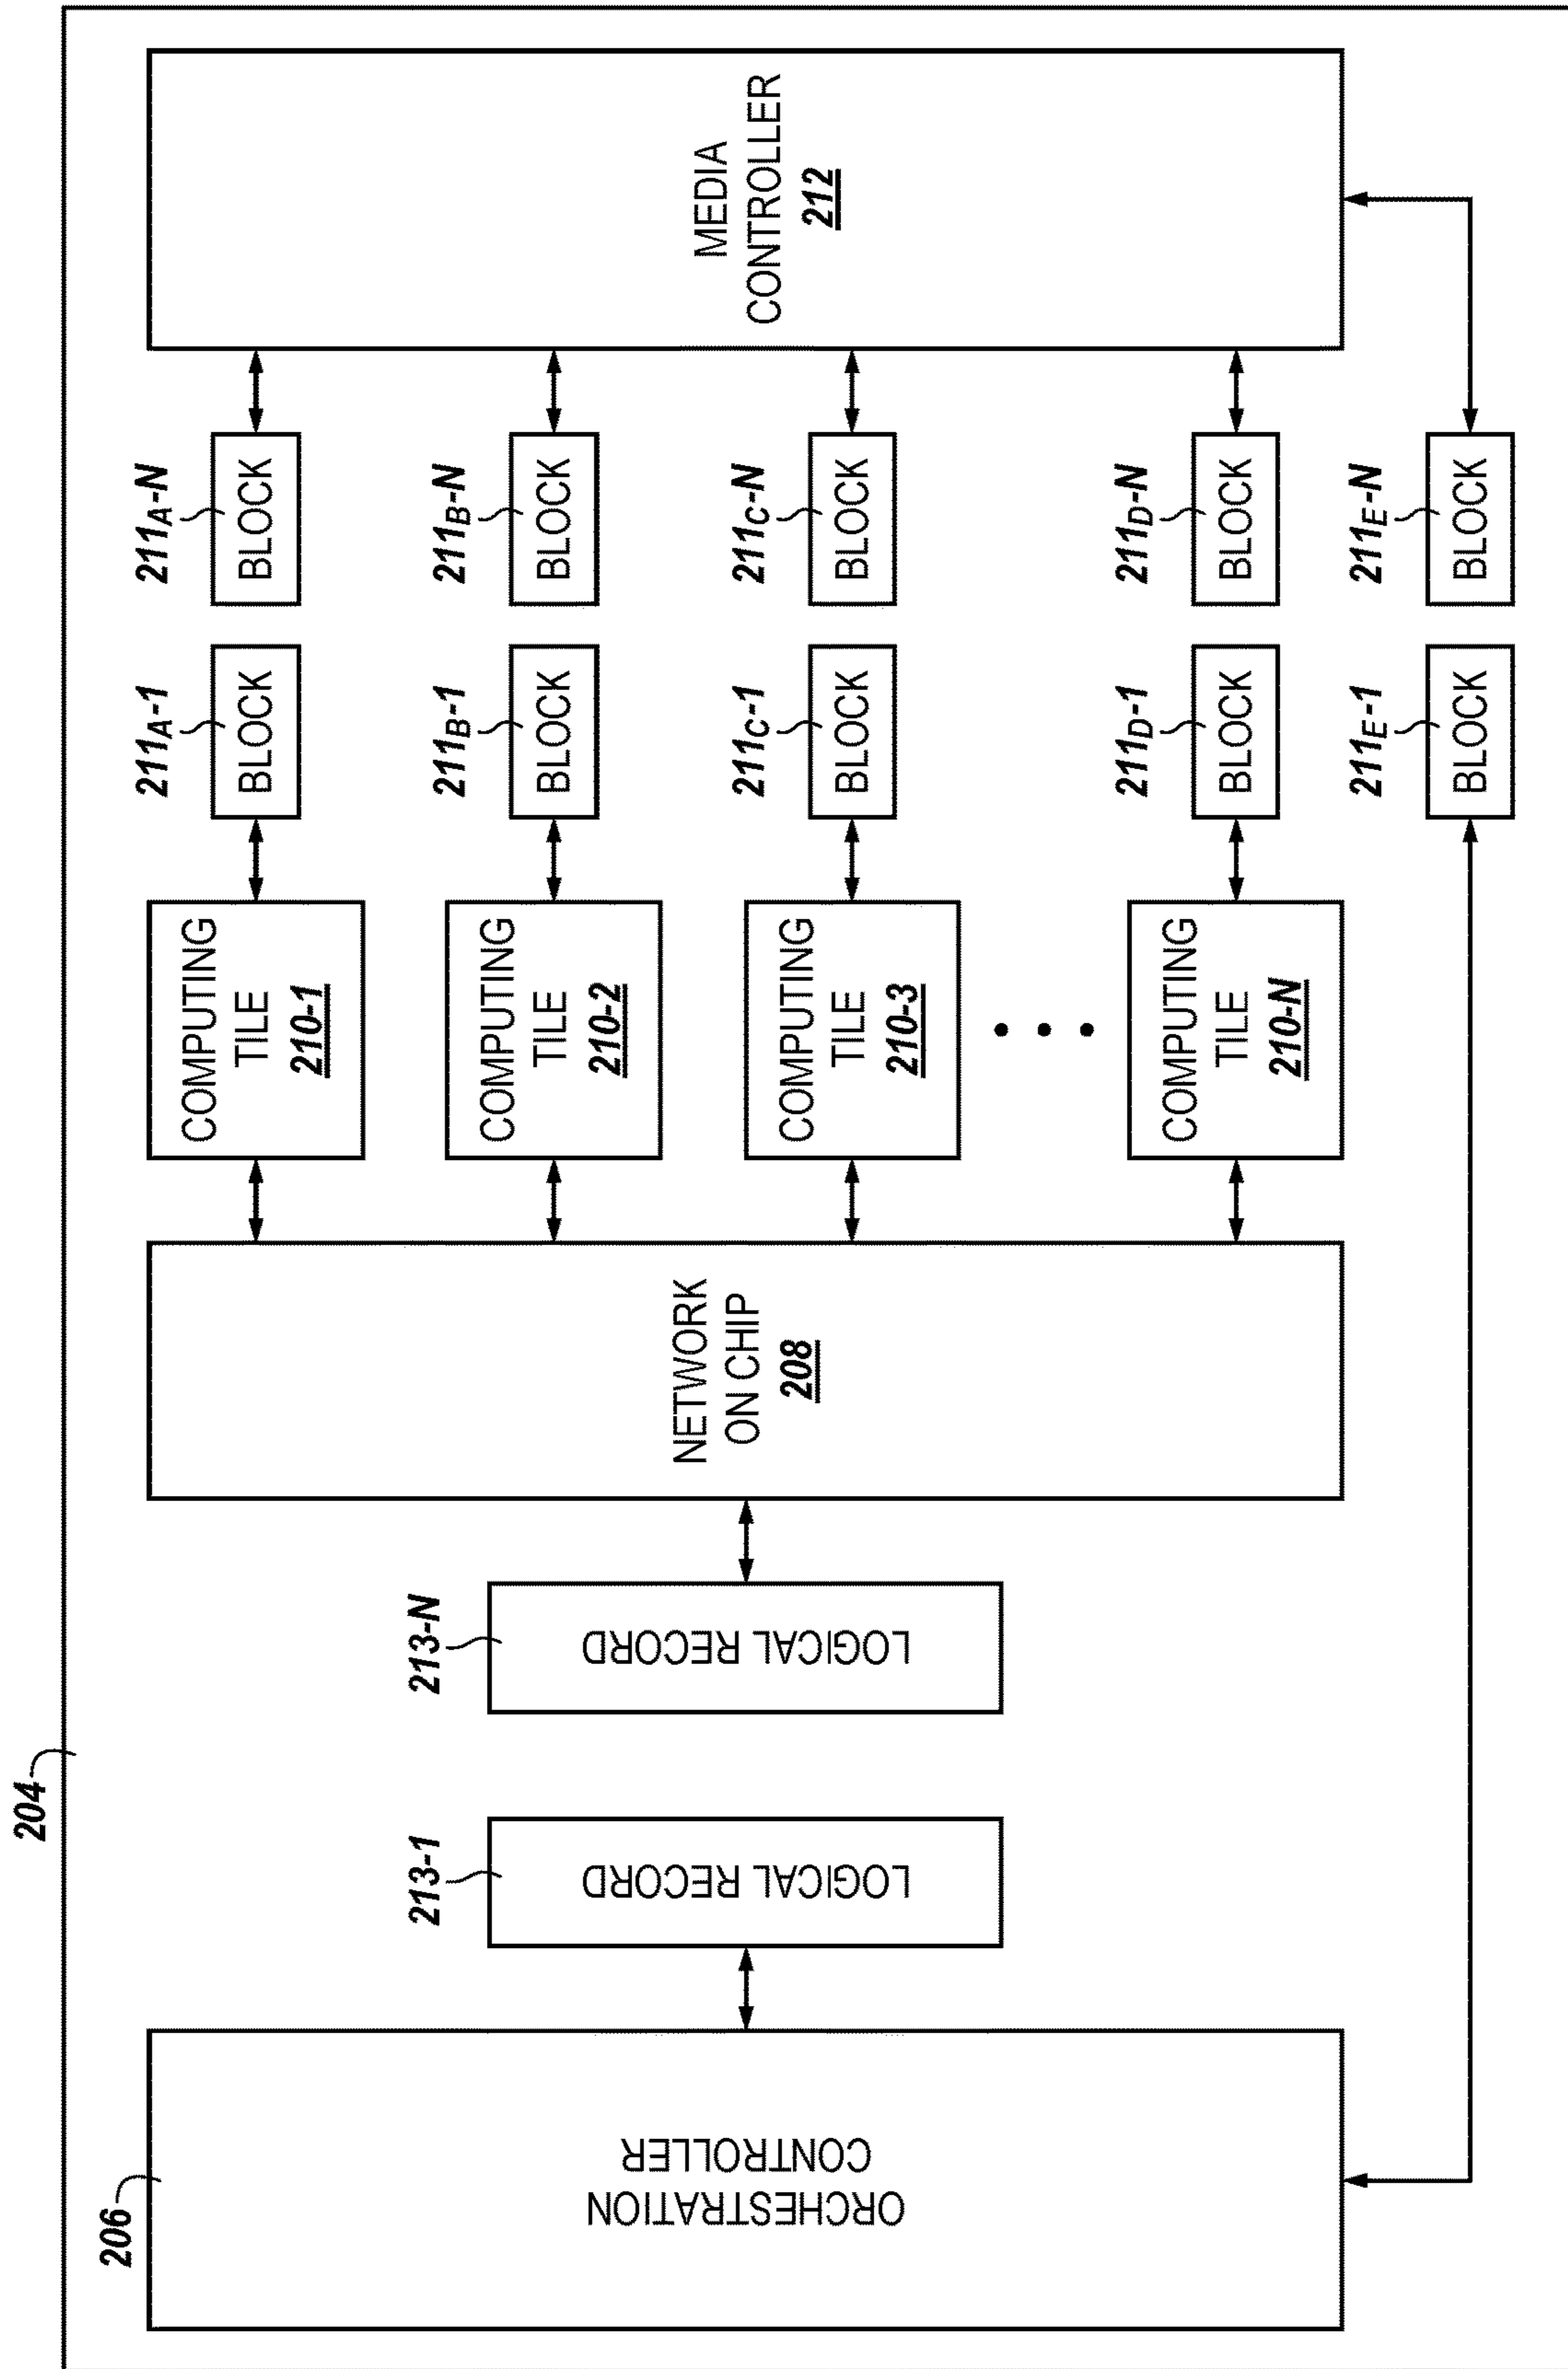 204
206
ORCHESTRATION
CONTROLLER
213-1
LOGICAL RECORD
213-N
LOGICAL RECORD
NETWORK
ON CHIP
208
COMPUTING
TILE
210-1
COMPUTING
TILE
210-2
COMPUTING
TILE
210-3
COMPUTING
TILE
210-N
211A-1
BLOCK
211A-N
BLOCK
211B-1
BLOCK
211B-N
BLOCK
211C-1
BLOCK
211C-N
BLOCK
211D-1
BLOCK
211D-N
BLOCK
211E-1
BLOCK
211E-N
BLOCK
MEDIA
CONTROLLER
212